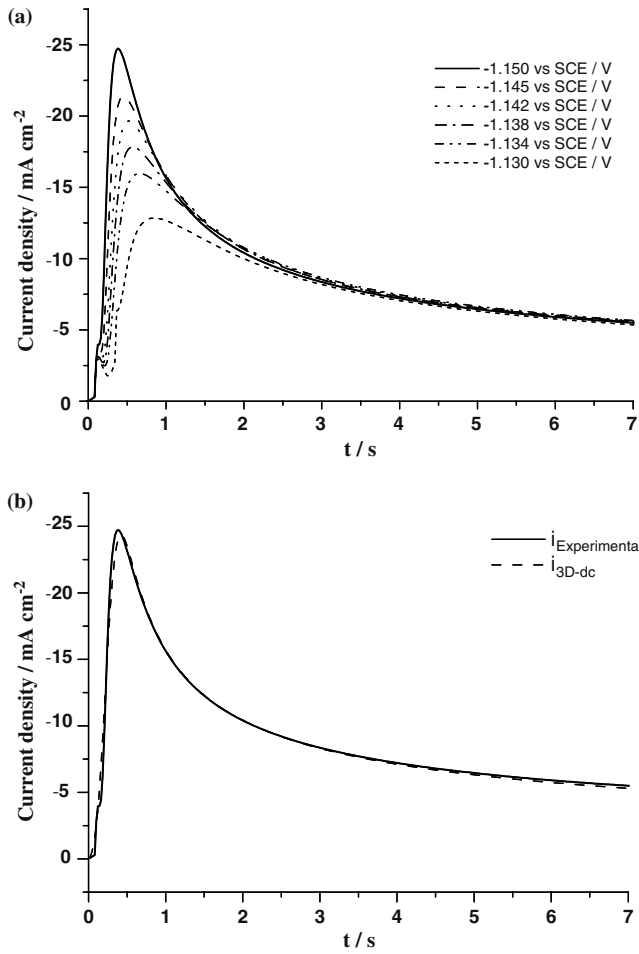 (a)
-25
-20
-15
-10
-5
0
Current density / mA cm⁻²
-1.150 vs SCE / V
-1.145 vs SCE / V
-1.142 vs SCE / V
-1.138 vs SCE / V
-1.134 vs SCE / V
-1.130 vs SCE / V
0 1 2 3 4 5 6 7
t / s
(b)
-25
-20
-15
-10
-5
0
Current density / mA cm⁻²
i Experimenta
i 3D-dc
0 1 2 3 4 5 6 7
t / s